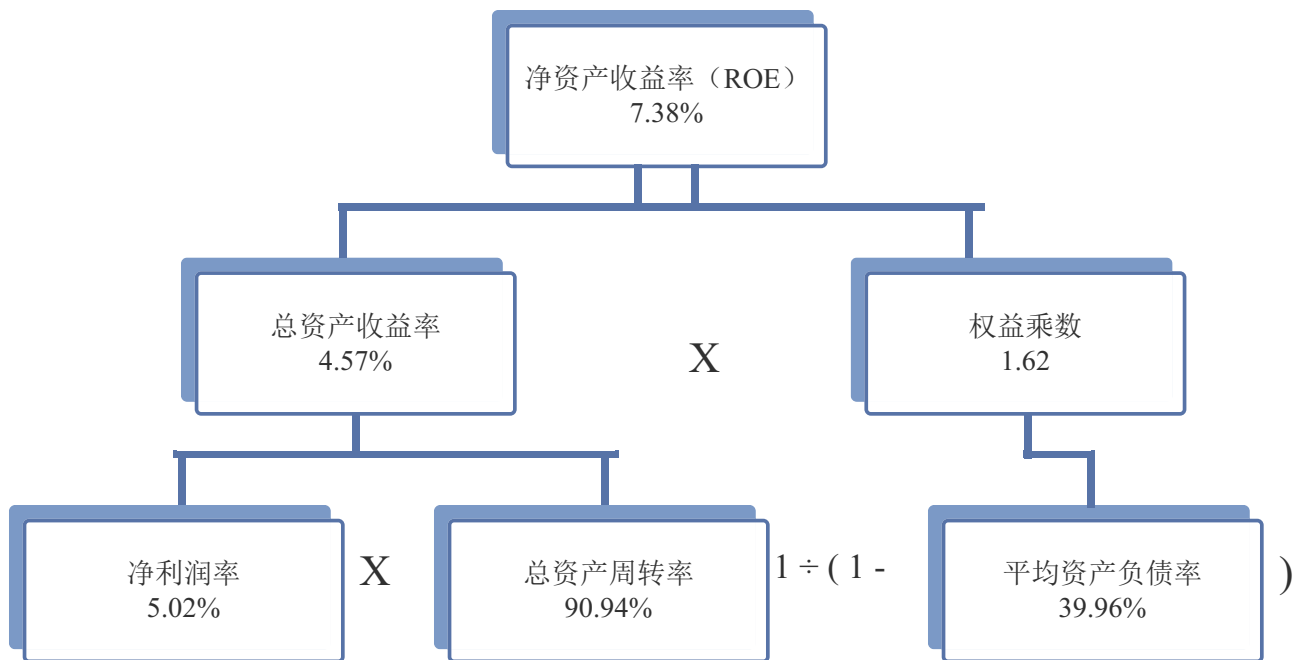 净资产收益率（ROE）
7.38%
总资产收益率
4.57%
X
权益乘数
1.62
净利润率
5.02%
X
总资产周转率
90.94%
1 ÷ ( 1 -
平均资产负债率
39.96%
)